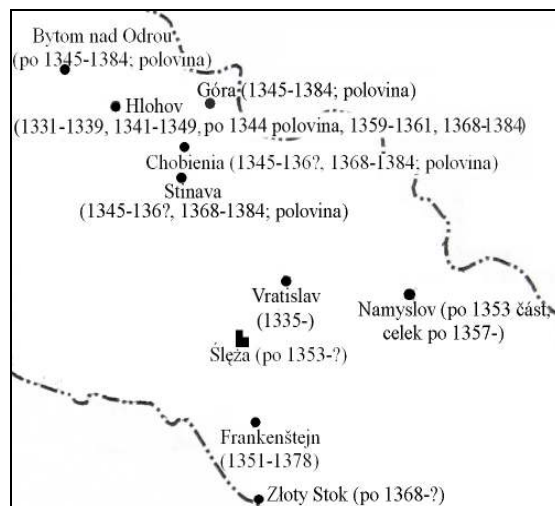 Bytom nad Odrou
(po 1345-1384; polovina)
Góra (1345-1384; polovina)
Hlohov
(1331-1339, 1341-1349, po 1344 polovina, 1359-1361, 1368-1384)
Chobienia (1345-136?, 1368-1384; polovina)
Stinava
(1345-136?, 1368-1384; polovina)
Vratislav
(1335-)
Namyslov (po 1353 část,
celek po 1357-)
Ślęża (po 1353-?)
Frankenštejn
(1351-1378)
Złoty Stok (po 1368-?)